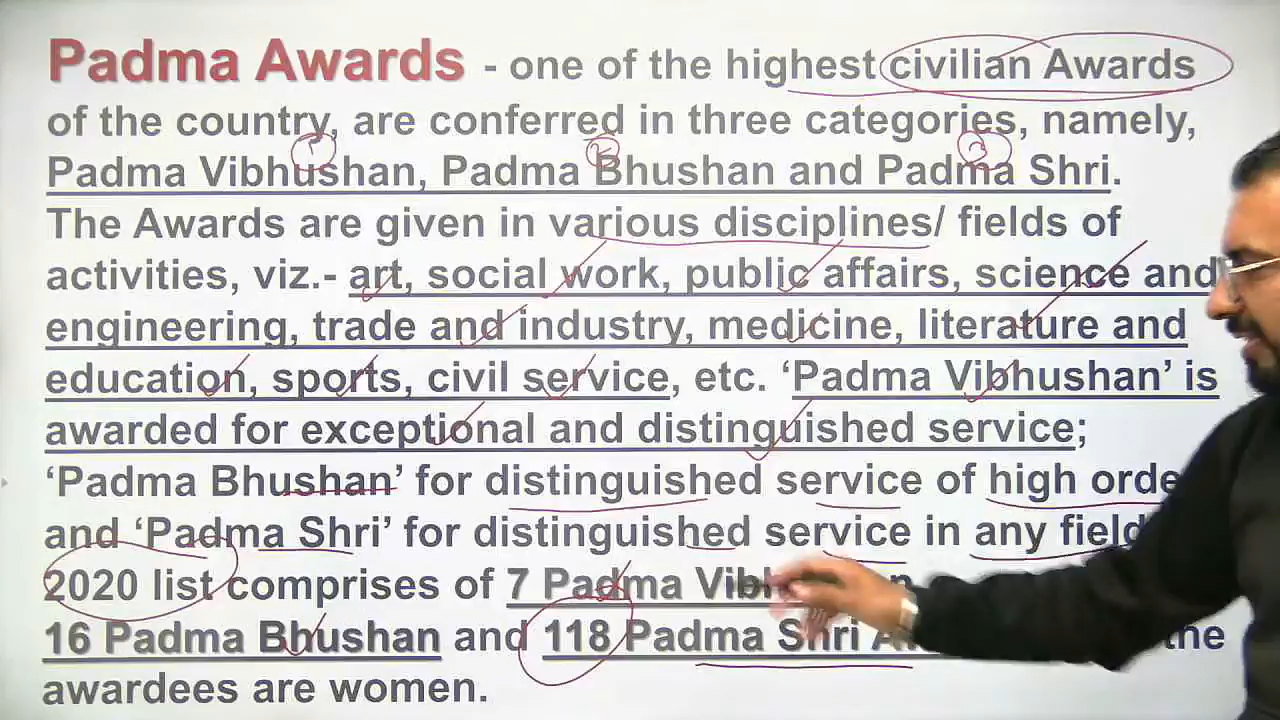 Padma Awards - one of the highest civilian Awards
of the country, are conferred in three categories, namely,
1 2 3
Padma Vibhushan, Padma Bhushan and Padma Shri.
The Awards are given in various disciplines/ fields of
activities, viz.- art, social work, public affairs, science and
engineering, trade and industry, medicine, literature and
education, sports, civil service, etc. ‘Padma Vibhushan’ is
awarded for exceptional and distinguished service;
‘Padma Bhushan’ for distinguished service of high orde
and ‘Padma Shri’ for distinguished service in any field
2020 list comprises of 7 Padma
16 Padma Bhushan and 118 Padma Shri the
awardees are women.